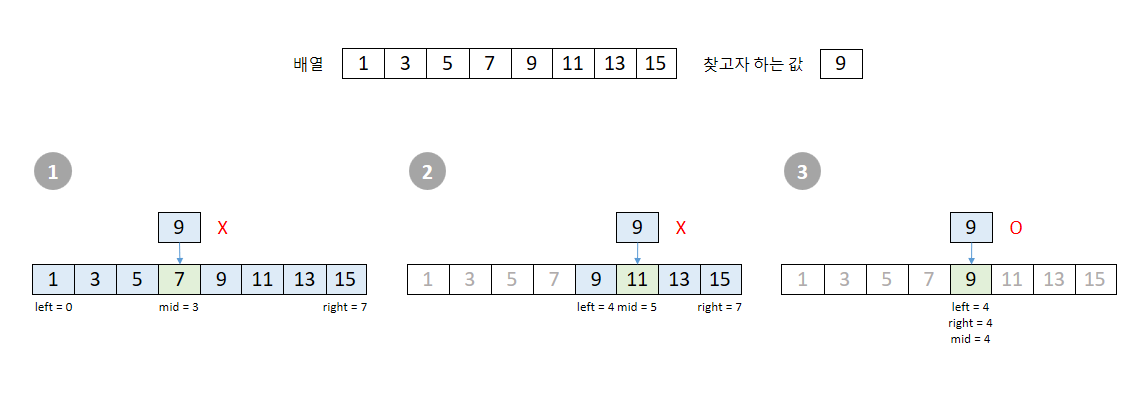 배열 1 3 5 7 9 11 13 15 찾고자 하는 값 9
1
9 X
1 3 5 7 9 11 13 15
left = 0 mid = 3 right = 7
2
9 X
1 3 5 7 9 11 13 15
left = 4 mid = 5 right = 7
3
9 O
1 3 5 7 9 11 13 15
left = 4
right = 4
mid = 4